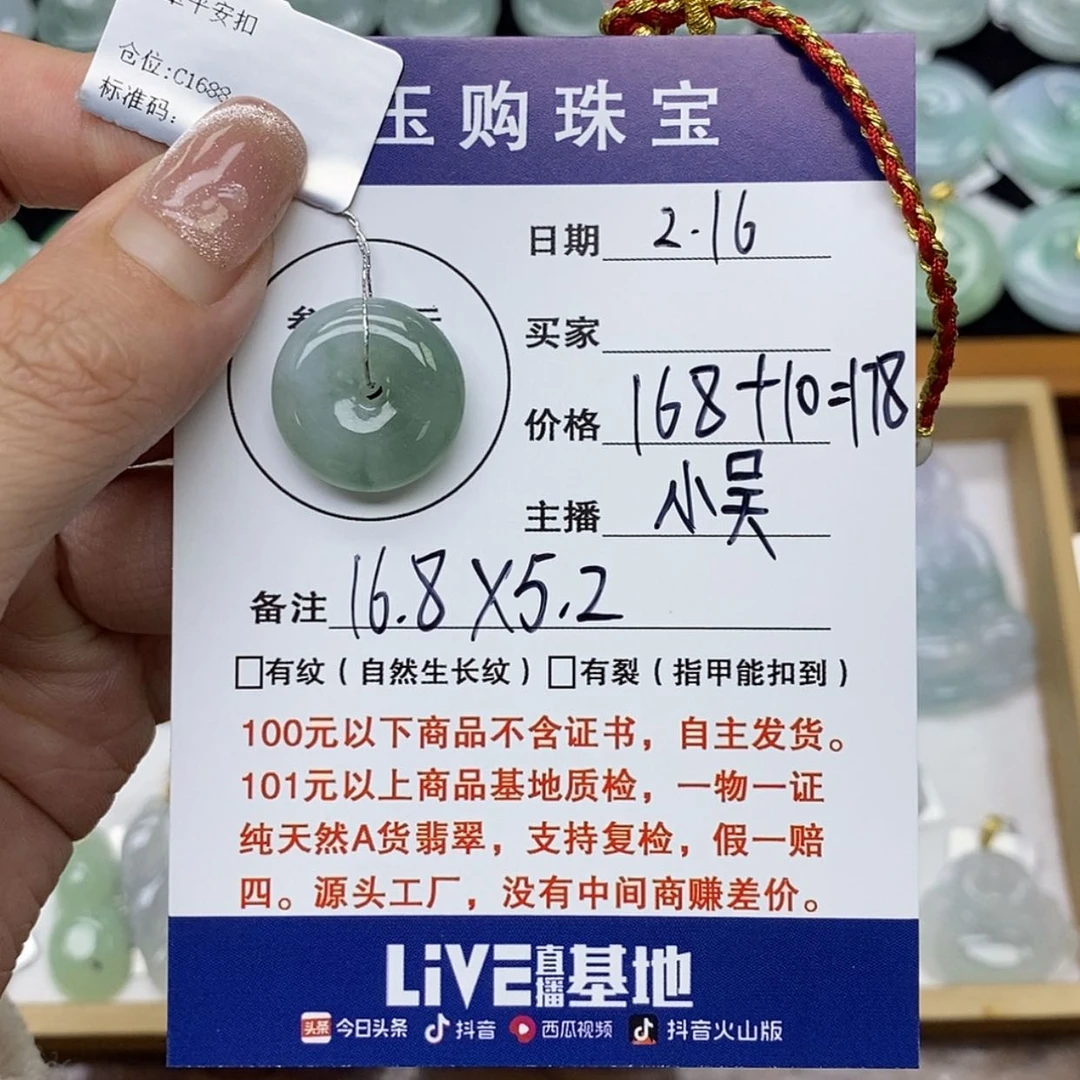 平安扣
仓位:C1688
标准码:
玉购珠宝
日期 2.16
买家
价格 168+10=178
主播 小吴
备注 16.8X5.2
□有纹（自然生长纹）□有裂（指甲能扣到）
100元以下商品不含证书，自主发货。
101元以上商品基地质检，一物一证
纯天然A货翡翠，支持复检，假一赔
四。源头工厂，没有中间商赚差价。
LiVE直播基地
头条 今日头条 抖音 西瓜视频 抖音火山版